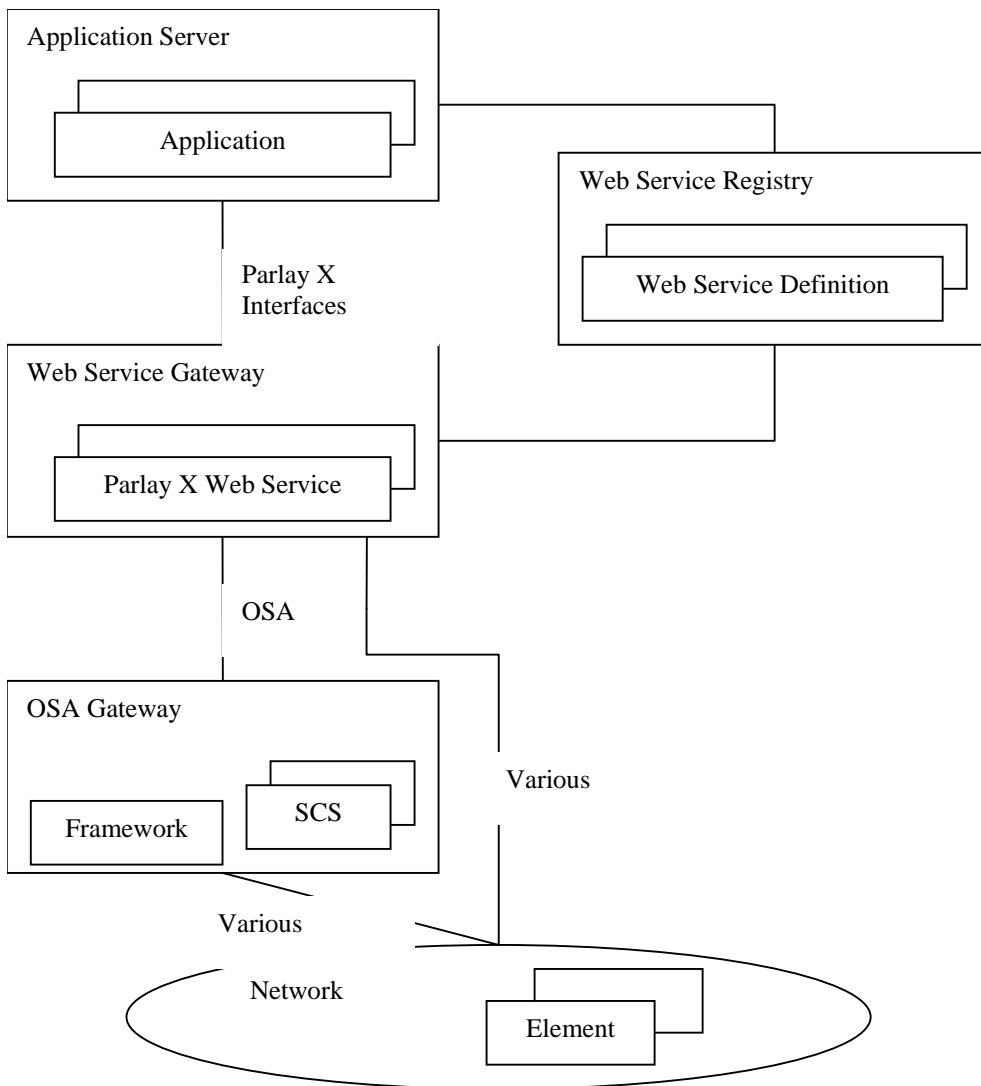 Application Server
Application
Web Service Registry
Web Service Definition
Parlay X
Interfaces
Web Service Gateway
Parlay X Web Service
OSA
OSA Gateway
SCS
Framework
Various
Various
Network
Element